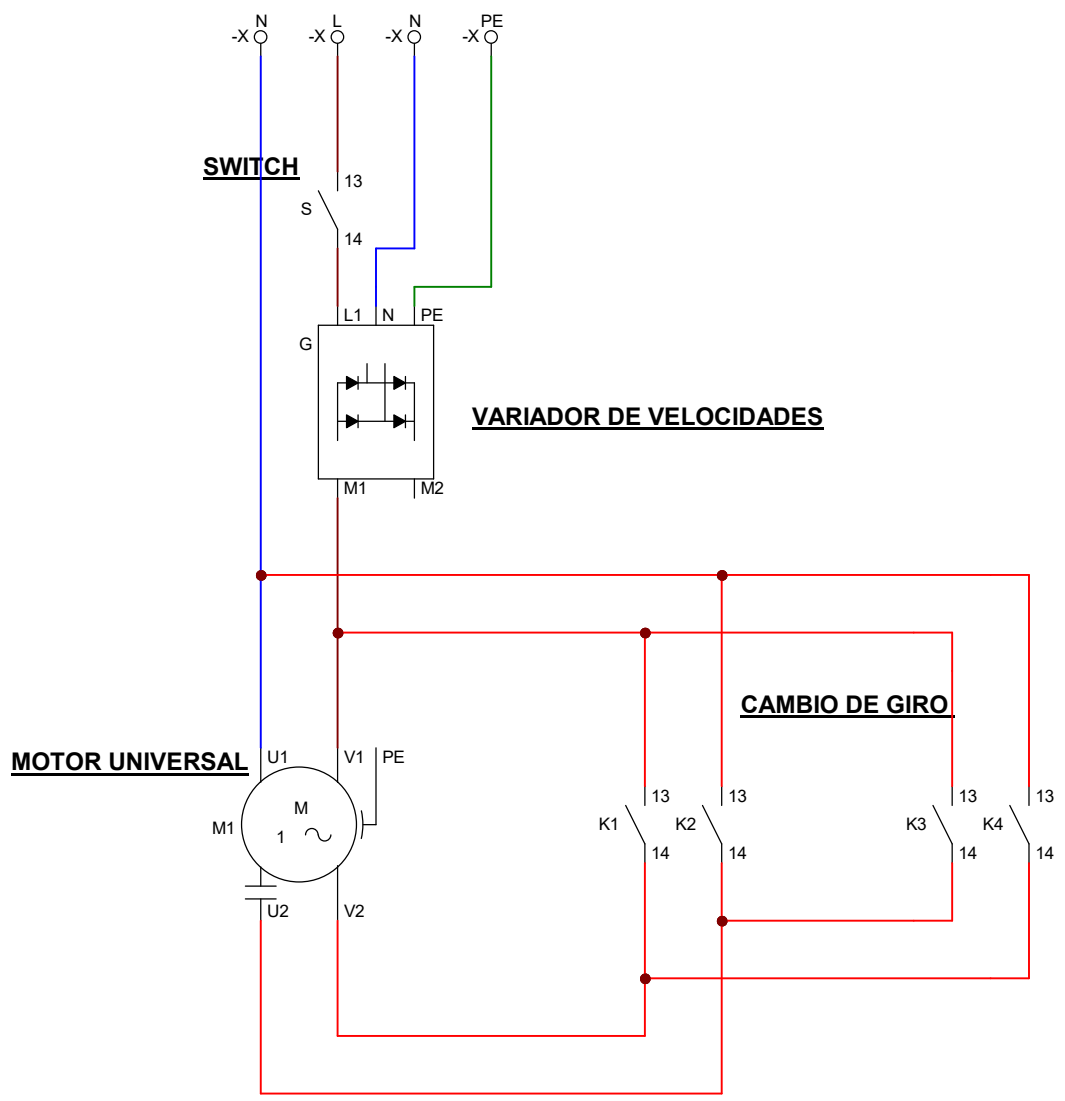 N L N PE
-X -X -X -X
SWITCH
13
S
14
L1 N PE
G
VARIADOR DE VELOCIDADES
M1 M2
CAMBIO DE GIRO
MOTOR UNIVERSAL
U1 V1 PE
13 13 13 13
M
M1
1
K1 K2 K3 K4
14 14 14 14
U2 V2